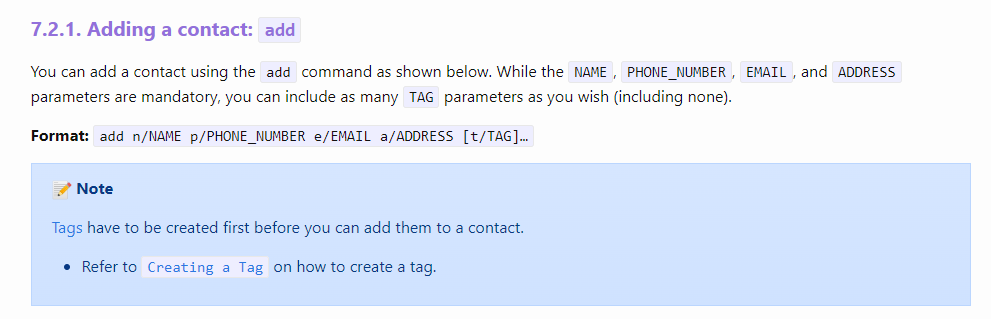 7.2.1. Adding a contact: add
You can add a contact using the add command as shown below. While the NAME, PHONE_NUMBER, EMAIL, and ADDRESS
parameters are mandatory, you can include as many TAG parameters as you wish (including none).
Format: add n/NAME p/PHONE_NUMBER e/EMAIL a/ADDRESS [t/TAG]…
📝 Note
Tags have to be created first before you can add them to a contact.
• Refer to Creating a Tag on how to create a tag.